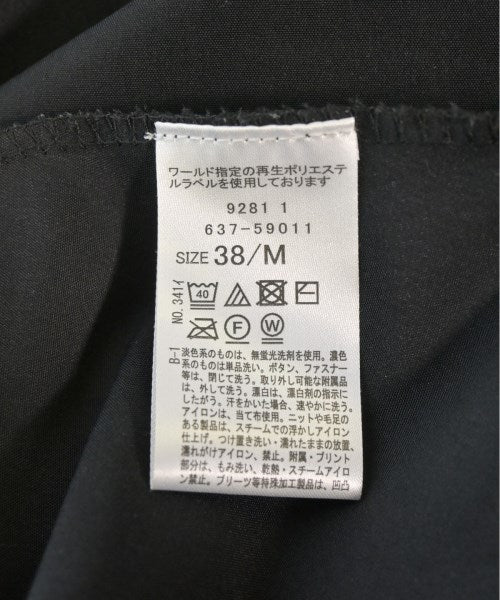 ワールド指定の再生ポリエステ
ルラベルを使用しております
9281 1
637-59011
SIZE 38/M
B-1 NO.341イ
40
F W
淡色系のものは、無蛍光洗剤を使用。濃色
系のものは単品洗い。ボタン、ファスナー
等は、閉じて洗う。取り外し可能な附属品
は、外して洗う。漂白は、漂白剤の指示に
したがう。汗をかいた場合、速やかに洗う。
アイロンは、当て布使用。ニットや毛足の
ある製品は、スチームでの浮かしアイロン
仕上げ。つけ置き洗い・濡れたままの放置、
濡れがけアイロン、禁止。附属・プリント
部分は、もみ洗い、乾熱・スチームアイロ
ン禁止。プリーツ等特殊加工製品は、凹凸